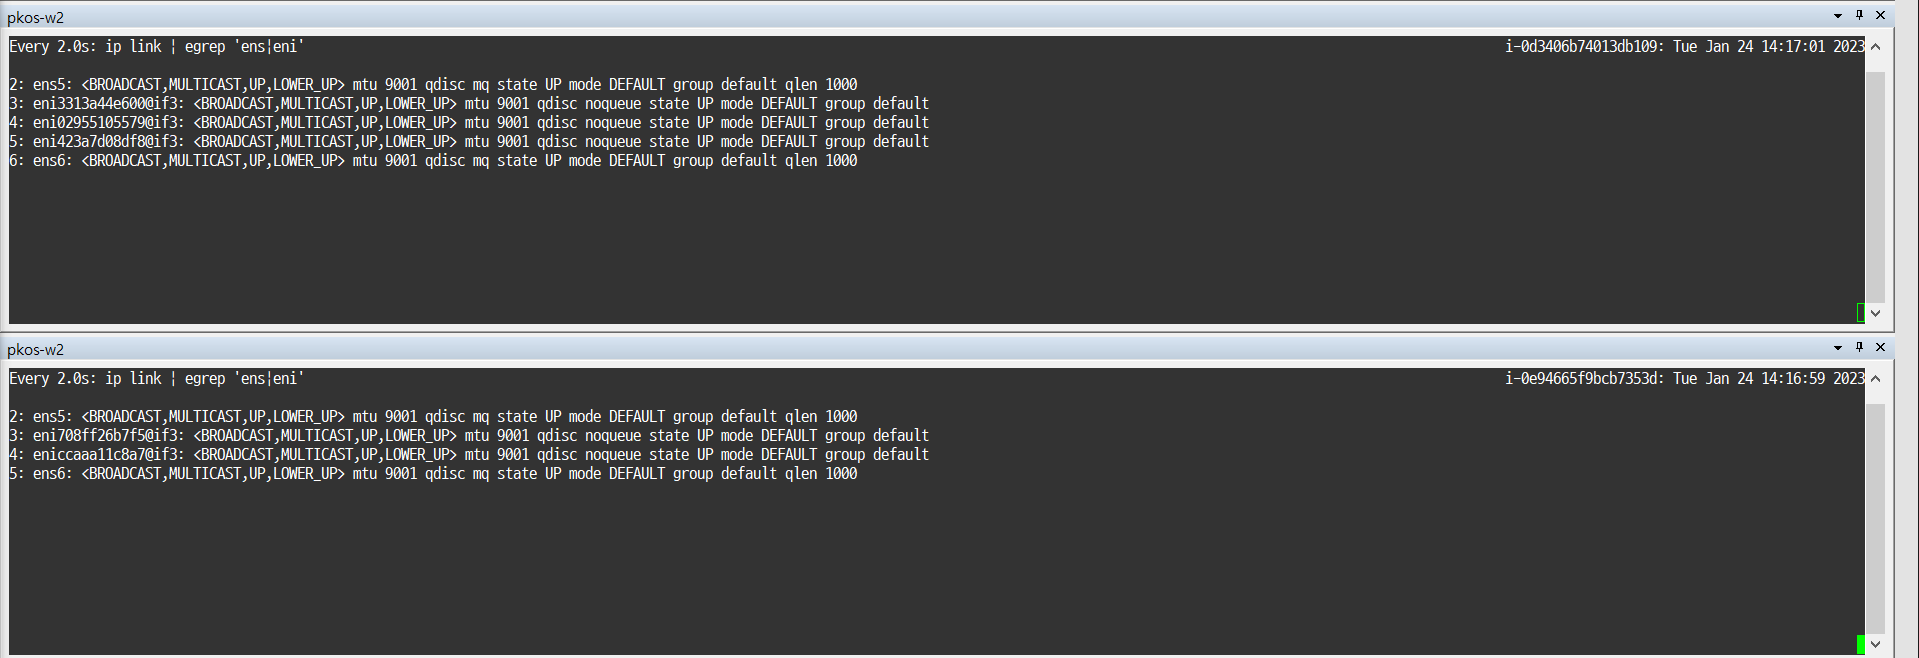 pkos-w2
Every 2.0s: ip link | egrep 'ens|eni' i-0d3406b74013db109: Tue Jan 24 14:17:01 2023
2: ens5: <BROADCAST,MULTICAST,UP,LOWER_UP> mtu 9001 qdisc mq state UP mode DEFAULT group default qlen 1000
3: eni3313a44e600@if3: <BROADCAST,MULTICAST,UP,LOWER_UP> mtu 9001 qdisc noqueue state UP mode DEFAULT group default
4: eni02955105579@if3: <BROADCAST,MULTICAST,UP,LOWER_UP> mtu 9001 qdisc noqueue state UP mode DEFAULT group default
5: eni423a7d08df8@if3: <BROADCAST,MULTICAST,UP,LOWER_UP> mtu 9001 qdisc noqueue state UP mode DEFAULT group default
6: ens6: <BROADCAST,MULTICAST,UP,LOWER_UP> mtu 9001 qdisc mq state UP mode DEFAULT group default qlen 1000
pkos-w2
Every 2.0s: ip link | egrep 'ens|eni' i-0e94665f9bcb7353d: Tue Jan 24 14:16:59 2023
2: ens5: <BROADCAST,MULTICAST,UP,LOWER_UP> mtu 9001 qdisc mq state UP mode DEFAULT group default qlen 1000
3: eni708ff26b7f5@if3: <BROADCAST,MULTICAST,UP,LOWER_UP> mtu 9001 qdisc noqueue state UP mode DEFAULT group default
4: eniccaaa11c8a7@if3: <BROADCAST,MULTICAST,UP,LOWER_UP> mtu 9001 qdisc noqueue state UP mode DEFAULT group default
5: ens6: <BROADCAST,MULTICAST,UP,LOWER_UP> mtu 9001 qdisc mq state UP mode DEFAULT group default qlen 1000